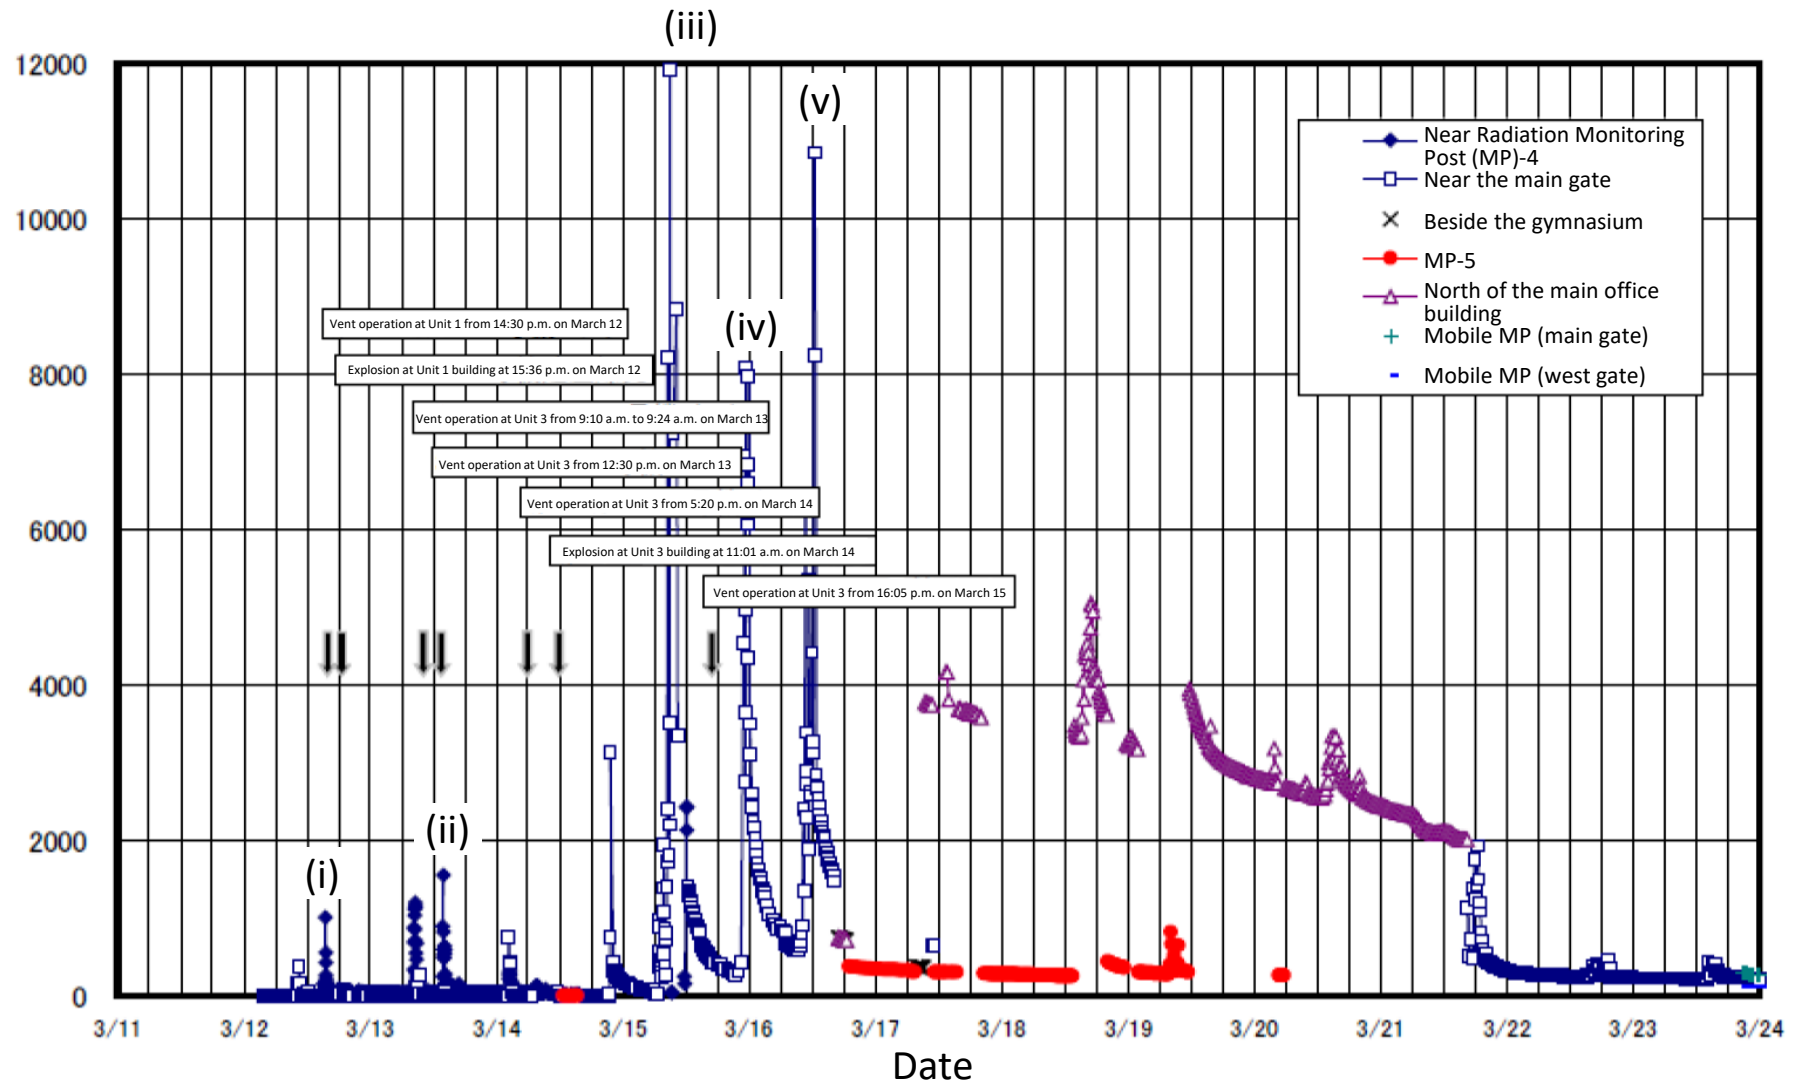 (iii)
12000
(v)
Near Radiation Monitoring
Post (MP)-4
Near the main gate
10000
Beside the gymnasium
MP-5
North of the main office
building
Mobile MP (main gate)
Mobile MP (west gate)
Vent operation at Unit 1 from 14:30 p.m. on March 12
(iv)
8000
Explosion at Unit 1 building at 15:36 p.m. on March 12
Vent operation at Unit 3 from 9:10 a.m. to 9:24 a.m. on March 13
Vent operation at Unit 3 from 12:30 p.m. on March 13
Vent operation at Unit 3 from 5:20 p.m. on March 14
6000
Explosion at Unit 3 building at 11:01 a.m. on March 14
Vent operation at Unit 3 from 16:05 p.m. on March 15
4000
2000
(ii)
(i)
0
3/11 3/12 3/13 3/14 3/15 3/16 3/17 3/18 3/19 3/20 3/21 3/22 3/23 3/24
Date